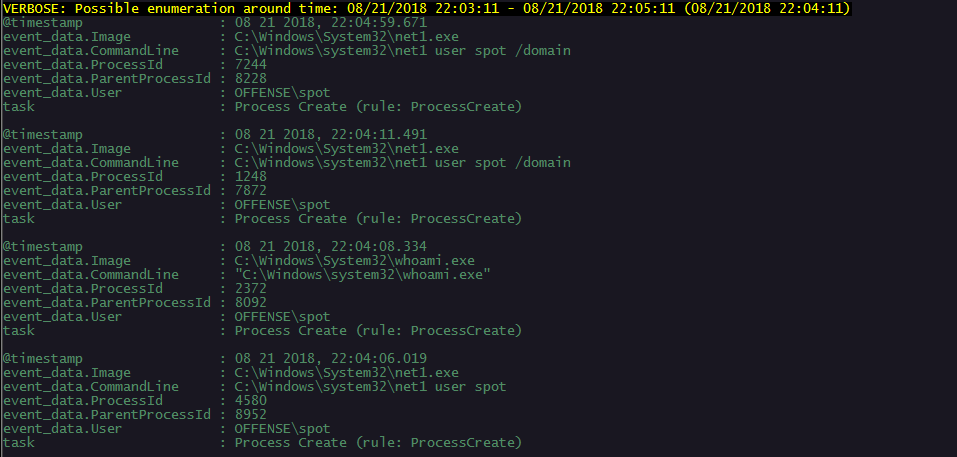 VERBOSE: Possible enumeration around time: 08/21/2018 22:03:11 - 08/21/2018 22:05:11 (08/21/2018 22:04:11)
@timestamp : 08 21 2018, 22:04:59.671
event_data.Image : C:\Windows\System32\net1.exe
event_data.CommandLine : C:\Windows\system32\net1 user spot /domain
event_data.ProcessId : 7244
event_data.ParentProcessId : 8228
event_data.User : OFFENSE\spot
task : Process Create (rule: ProcessCreate)
@timestamp : 08 21 2018, 22:04:11.491
event_data.Image : C:\Windows\System32\net1.exe
event_data.CommandLine : C:\Windows\system32\net1 user spot /domain
event_data.ProcessId : 1248
event_data.ParentProcessId : 7872
event_data.User : OFFENSE\spot
task : Process Create (rule: ProcessCreate)
@timestamp : 08 21 2018, 22:04:08.334
event_data.Image : C:\Windows\System32\whoami.exe
event_data.CommandLine : "C:\Windows\system32\whoami.exe"
event_data.ProcessId : 2372
event_data.ParentProcessId : 8092
event_data.User : OFFENSE\spot
task : Process Create (rule: ProcessCreate)
@timestamp : 08 21 2018, 22:04:06.019
event_data.Image : C:\Windows\System32\net1.exe
event_data.CommandLine : C:\Windows\system32\net1 user spot
event_data.ProcessId : 4580
event_data.ParentProcessId : 8952
event_data.User : OFFENSE\spot
task : Process Create (rule: ProcessCreate)